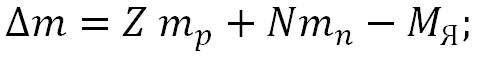 Δm = Z m_p + Nm_n − M_Я;